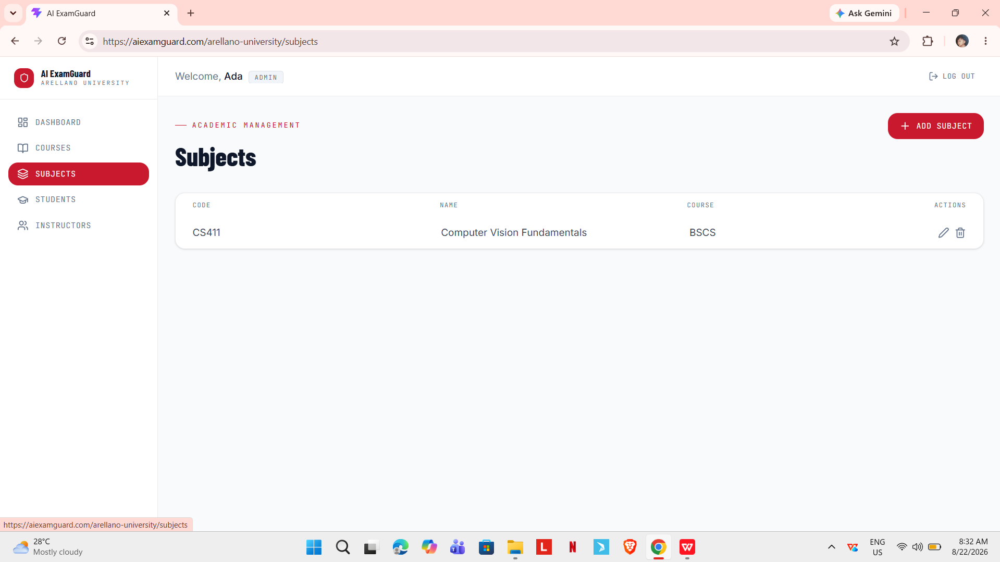 AI ExamGuard
Ask Gemini
https://aiexamguard.com/arellano-university/subjects
AI ExamGuard
ARELLANO UNIVERSITY
Welcome, Ada ADMIN
LOG OUT
DASHBOARD
COURSES
SUBJECTS
STUDENTS
INSTRUCTORS
ACADEMIC MANAGEMENT
ADD SUBJECT
Subjects
CODE NAME COURSE ACTIONS
CS411 Computer Vision Fundamentals BSCS
https://aiexamguard.com/arellano-university/subjects
28°C
Mostly cloudy
L
N
ENG
US
8:32 AM
8/22/2026